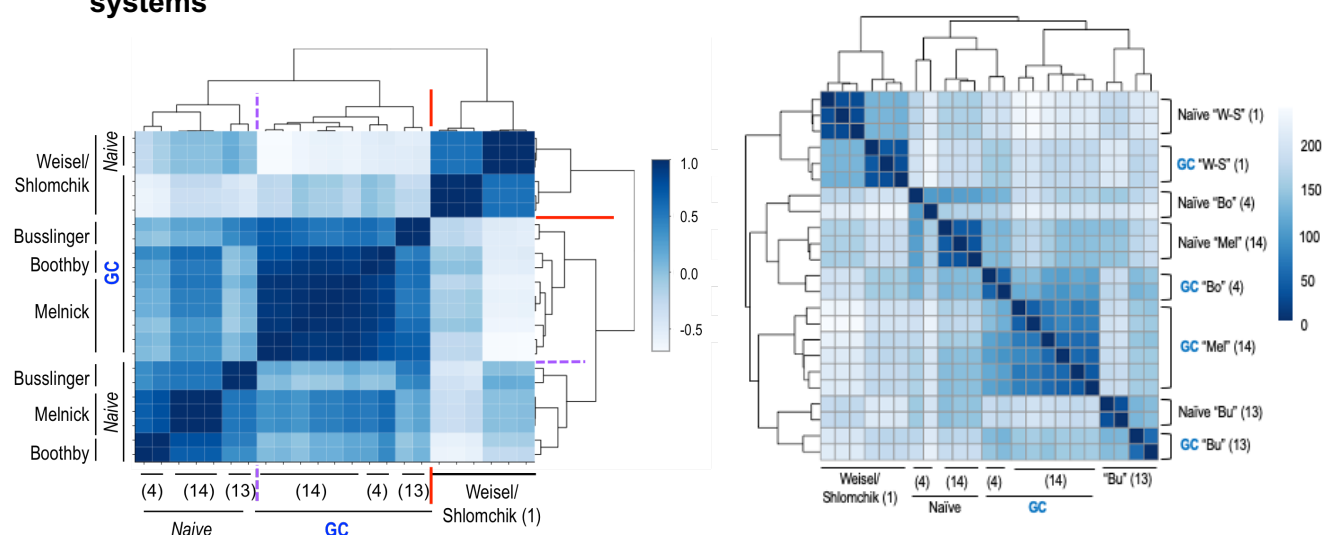 systems
Weisel/
Shlomchik
Naive
Busslinger
Boothby
Melnick
GC
Busslinger
Melnick
Boothby
Naive
(4) (14) (13) (14) (4) (13) Weisel/
Shlomchik (1)
Naive GC
1.0
0.5
0.0
-0.5
Naïve “W-S” (1)
GC “W-S” (1)
Naïve “Bo” (4)
Naïve “Mel” (14)
GC “Bo” (4)
GC “Mel” (14)
Naïve “Bu” (13)
GC “Bu” (13)
200
150
100
50
0
Weisel/
Shlomchik (1)
(4) (14) (4) (14) “Bu” (13)
Naïve GC